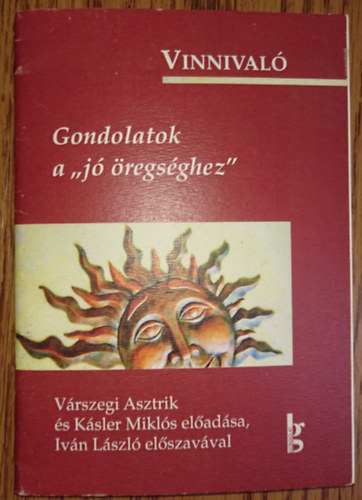 VINNIVALÓ
Gondolatok
a „jó öregséghez”
Várszegi Asztrik
és Kásler Miklós előadása,
Iván László előszavával